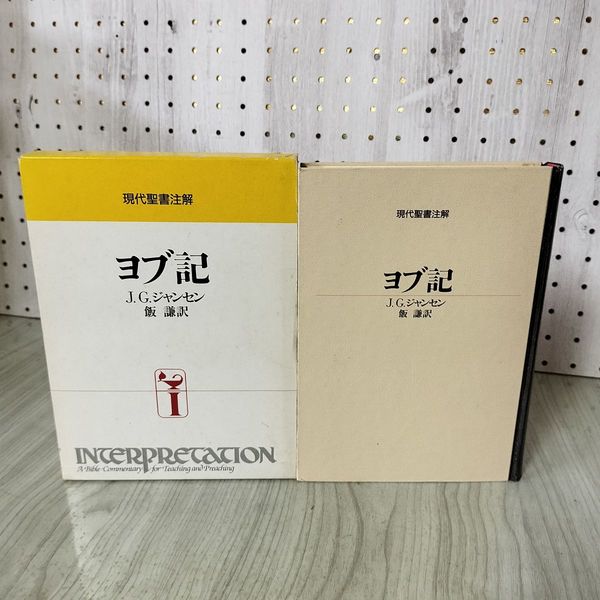 現代聖書注解
ヨブ記
J. G. ジャンセン
飯 謙訳
I
INTERPRETATION
A Bible Commentary for Teaching and Preaching
現代聖書注解
ヨブ記
J. G. ジャンセン
飯 謙訳